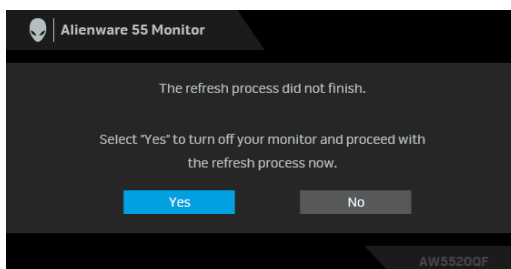 Alienware 55 Monitor
The refresh process did not finish.
Select "Yes" to turn off your monitor and proceed with
the refresh process now.
Yes
No
AW5520QF